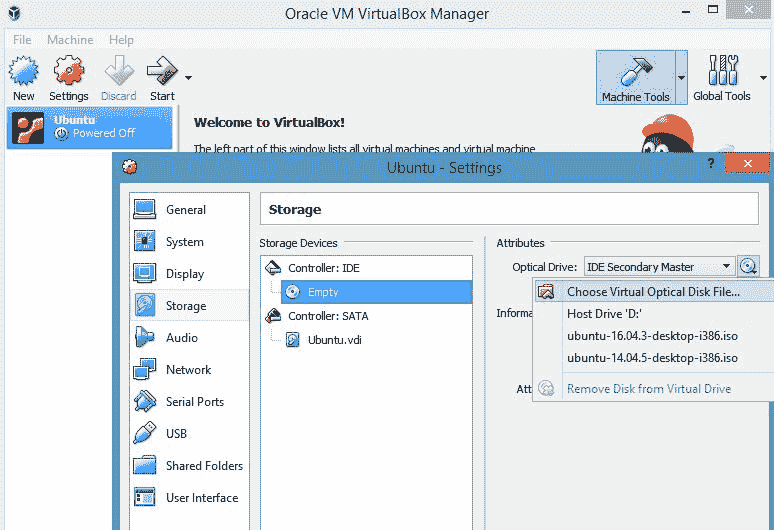 Oracle VM VirtualBox Manager
File Machine Help
New Settings Discard Start Machine Tools Global Tools
Ubuntu
Powered Off
Welcome to VirtualBox!
The left part of this window lists all virtual machines and virtual machine
Ubuntu - Settings
?
General
System
Display
Storage
Audio
Network
Serial Ports
USB
Shared Folders
User Interface
Storage
Storage Devices
Controller: IDE
Empty
Controller: SATA
Ubuntu.vdi
Attributes
Optical Drive: IDE Secondary Master
Choose Virtual Optical Disk File...
Host Drive 'D:'
Informa
ubuntu-16.04.3-desktop-i386.iso
ubuntu-14.04.5-desktop-i386.iso
Att
Remove Disk from Virtual Drive